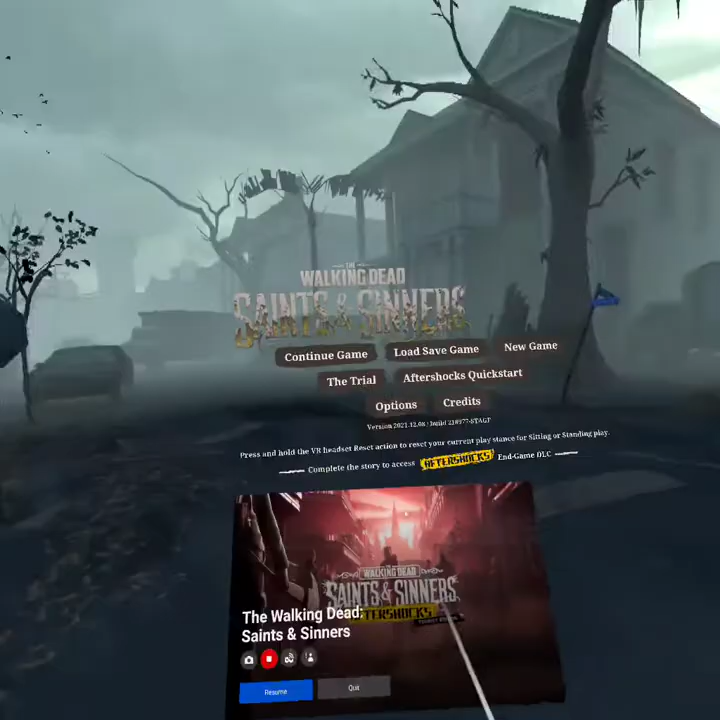 THE
WALKING DEAD
SAINTS & SINNERS
Continue Game
Load Save Game
New Game
The Trial
Aftershocks Quickstart
Options
Credits
Press and hold the VR headset Reset action to reset your current play stance for Sitting or Standing play.
Complete the story to access AFTERSHOCKS End-Game DLC
WALKING DEAD
SAINTS & SINNERS
AFTERSHOCKS
The Walking Dead:
Saints & Sinners
Resume
Quit